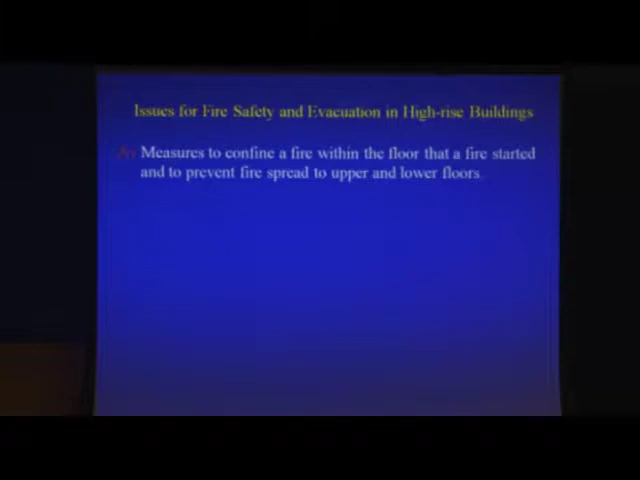 Issues for Fire Safety and Evacuation in High-rise Buildings
Measures to confine a fire within the floor that a fire started
and to prevent fire spread to upper and lower floors.